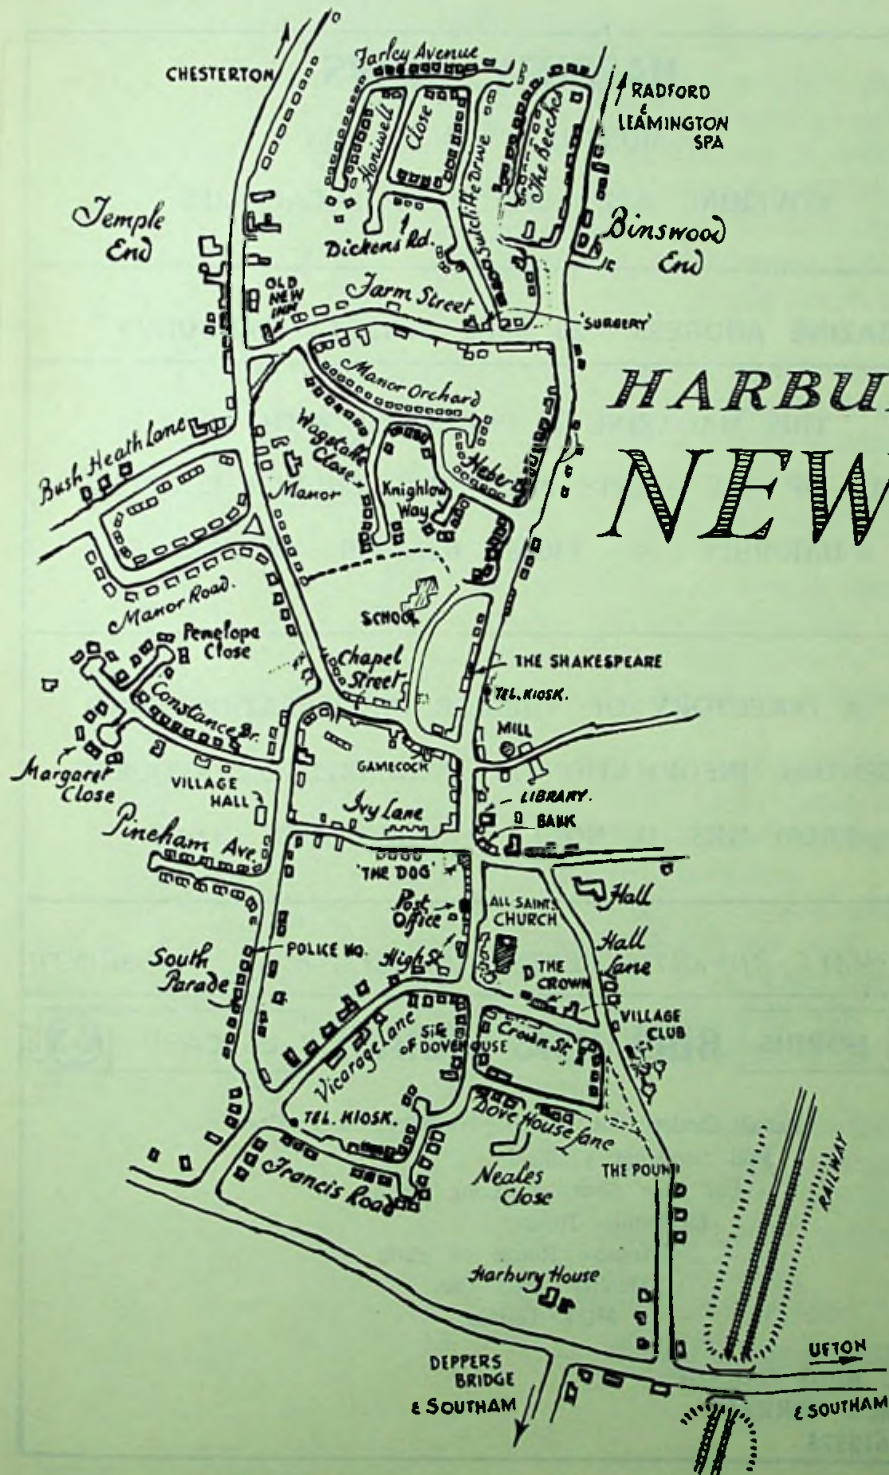 CHESTERTON
Farley Avenue
Honiwell
Close
Sutcliffe Drive
The Beeches
RADFORD
&
LEAMINGTON
SPA
Temple
End
Dickens Rd.
Binswood
End
OLD
NEW
INN
Farm Street
'SURGERY'
HARBU
NEW
Manor Orchard
Bush Heath Lane
Wagstaffe
Close
Manor
Knightlow
Way
Heber
Manor Road.
SCHOOL
Penelope
Close
Chapel
Street
THE SHAKESPEARE
TEL. KIOSK.
Constance Dr.
MILL
Margaret
Close
GAMECOCK
VILLAGE
HALL
Ivy Lane
LIBRARY.
BANK
Pineham Ave.
'THE DOG'
Post
Office
ALL SAINTS
CHURCH
Hall
POLICE HO.
High St.
THE
CROWN
Hall
Lane
South
Parade
VILLAGE
CLUB
Vicarage Lane
Site
of DOVEHOUSE
Crown St.
TEL. KIOSK.
Dove House Lane
Neales
Close
THE POUND
Francis Road
RAILWAY
Harbury House
DEPPERS
BRIDGE
& SOUTHAM
UFTON
& SOUTHAM